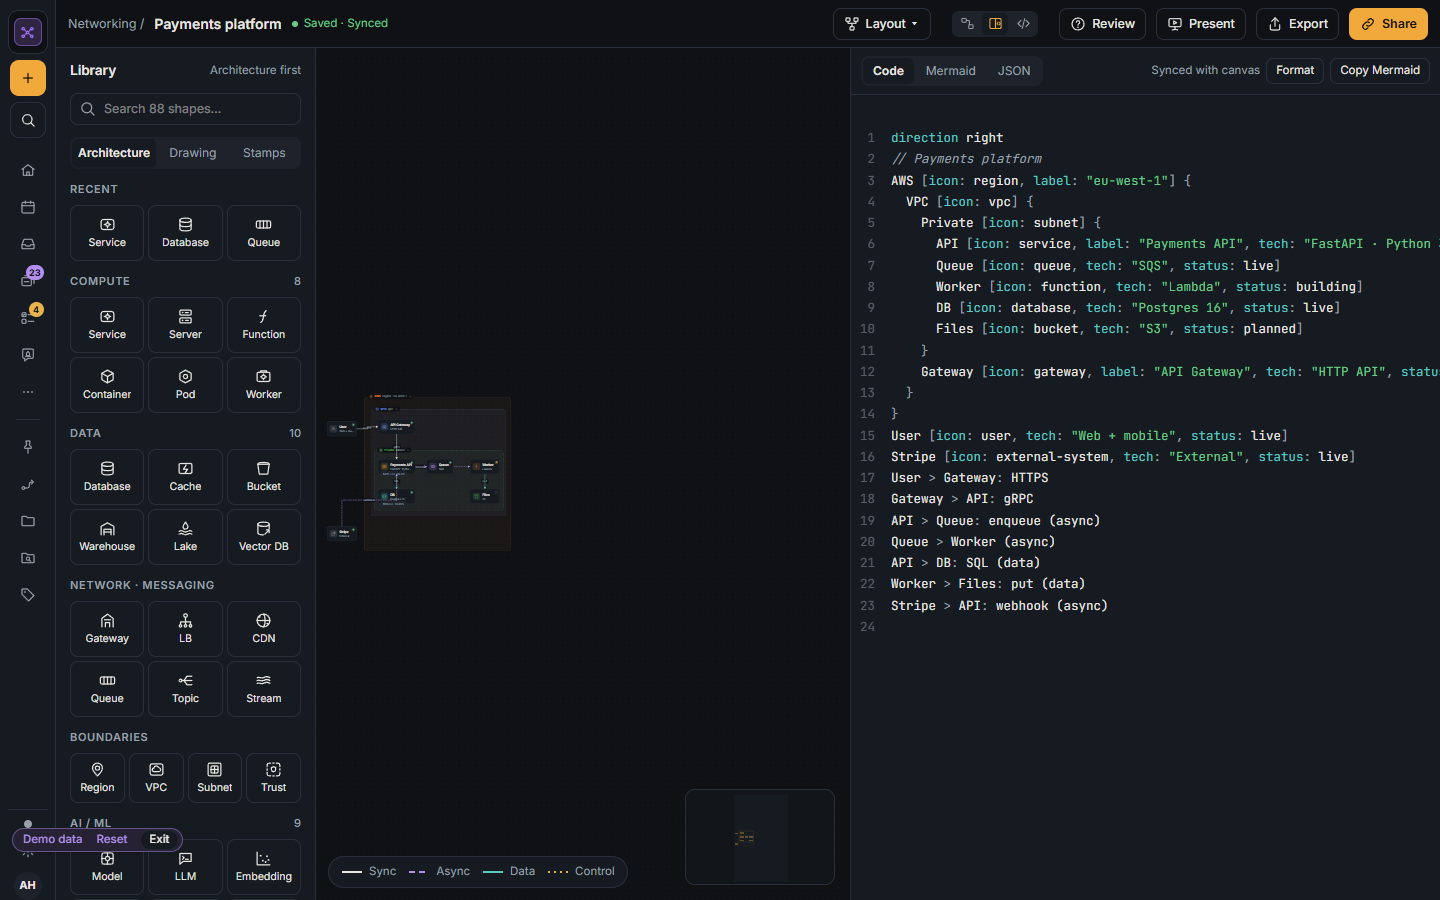 Networking / Payments platform Saved · Synced
Layout
Review
Present
Export
Share
Library
Architecture first
Search 88 shapes...
Architecture
Drawing
Stamps
RECENT
Service
Database
Queue
COMPUTE
8
Service
Server
Function
Container
Pod
Worker
DATA
10
Database
Cache
Bucket
Warehouse
Lake
Vector DB
NETWORK · MESSAGING
Gateway
LB
CDN
Queue
Topic
Stream
BOUNDARIES
Region
VPC
Subnet
Trust
AI / ML
9
Model
LLM
Embedding
23
4
Demo data
Reset
Exit
AH
User
API Gateway
Payments API
Queue
Worker
DB
Files
Stripe
Sync
Async
Data
Control
Code
Mermaid
JSON
Synced with canvas
Format
Copy Mermaid
1 direction right
2 // Payments platform
3 AWS [icon: region, label: "eu-west-1"] {
4 VPC [icon: vpc] {
5 Private [icon: subnet] {
6 API [icon: service, label: "Payments API", tech: "FastAPI · Python
7 Queue [icon: queue, tech: "SQS", status: live]
8 Worker [icon: function, tech: "Lambda", status: building]
9 DB [icon: database, tech: "Postgres 16", status: live]
10 Files [icon: bucket, tech: "S3", status: planned]
11 }
12 Gateway [icon: gateway, label: "API Gateway", tech: "HTTP API", statu
13 }
14 }
15 User [icon: user, tech: "Web + mobile", status: live]
16 Stripe [icon: external-system, tech: "External", status: live]
17 User > Gateway: HTTPS
18 Gateway > API: gRPC
19 API > Queue: enqueue (async)
20 Queue > Worker (async)
21 API > DB: SQL (data)
22 Worker > Files: put (data)
23 Stripe > API: webhook (async)
24